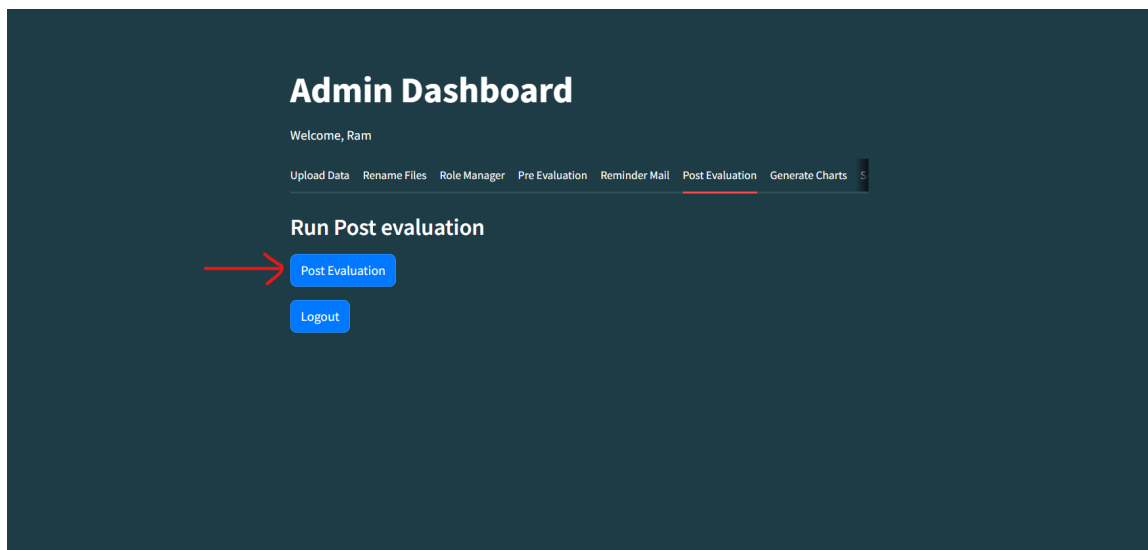 Admin Dashboard
Welcome, Ram
Upload Data Rename Files Role Manager Pre Evaluation Reminder Mail Post Evaluation Generate Charts S
Run Post evaluation
Post Evaluation
Logout